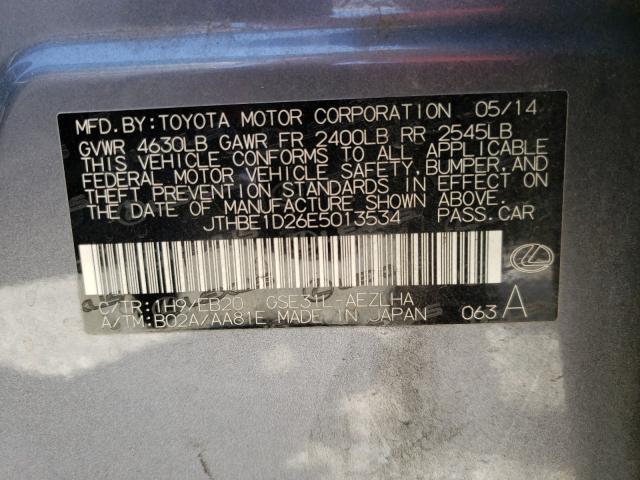 MFD. BY: TOYOTA MOTOR CORPORATION 05/14
GVWR 4630LB GAWR FR 2400LB RR 2545LB
THIS VEHICLE CONFORMS TO ALL APPLICABLE
FEDERAL MOTOR VEHICLE SAFETY, BUMPER, AND
THEFT PREVENTION STANDARDS IN EFFECT ON
THE DATE OF MANUFACTURE SHOWN ABOVE.
JTHBE1D26E5013534 PASS. CAR
C/TR: 1H9/EB20 GSE31L-AEZLHA
A/TM: B02A/AA81E MADE IN JAPAN 063 A